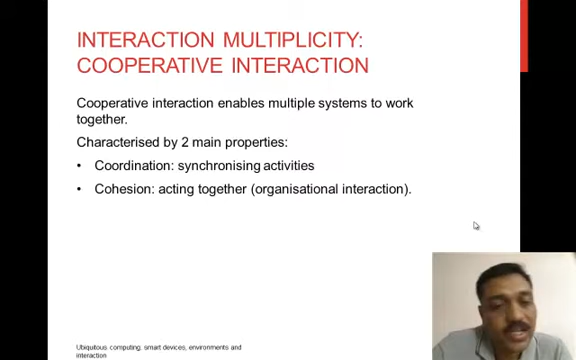 INTERACTION MULTIPLICITY:
COOPERATIVE INTERACTION
Cooperative interaction enables multiple systems to work
together.
Characterised by 2 main properties:
• Coordination: synchronising activities
• Cohesion: acting together (organisational interaction).
Ubiquitous computing, smart devices, environments and
interaction